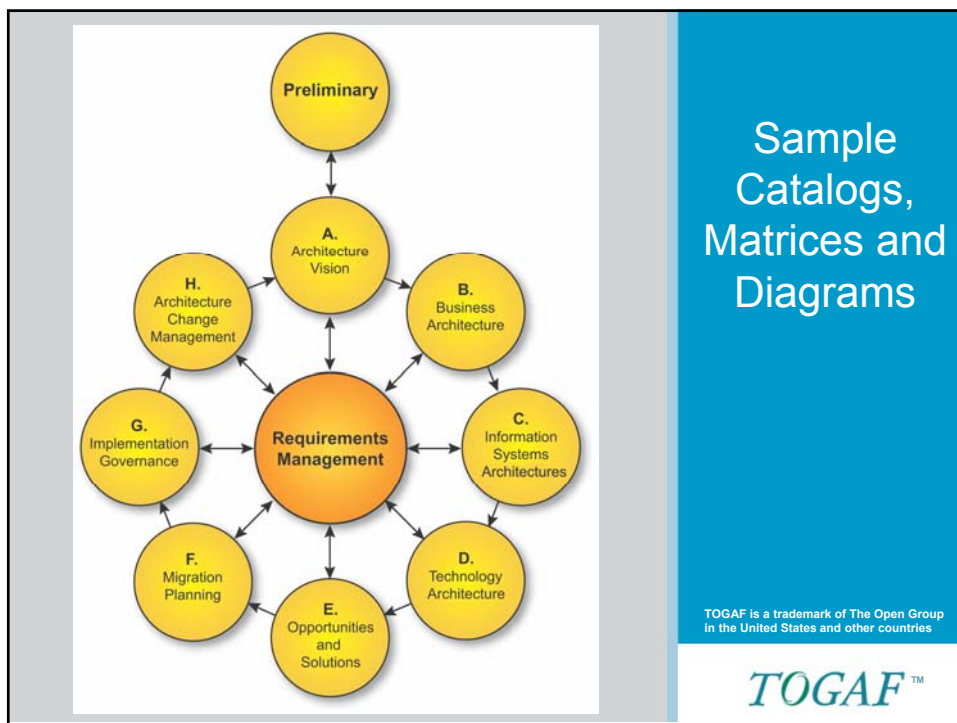 Preliminary
A.
Architecture
Vision
B.
Business
Architecture
C.
Information
Systems
Architectures
D.
Technology
Architecture
E.
Opportunities
and
Solutions
F.
Migration
Planning
G.
Implementation
Governance
H.
Architecture
Change
Management
Requirements
Management
Sample
Catalogs,
Matrices and
Diagrams
TOGAF is a trademark of The Open Group
in the United States and other countries
TOGAF ™